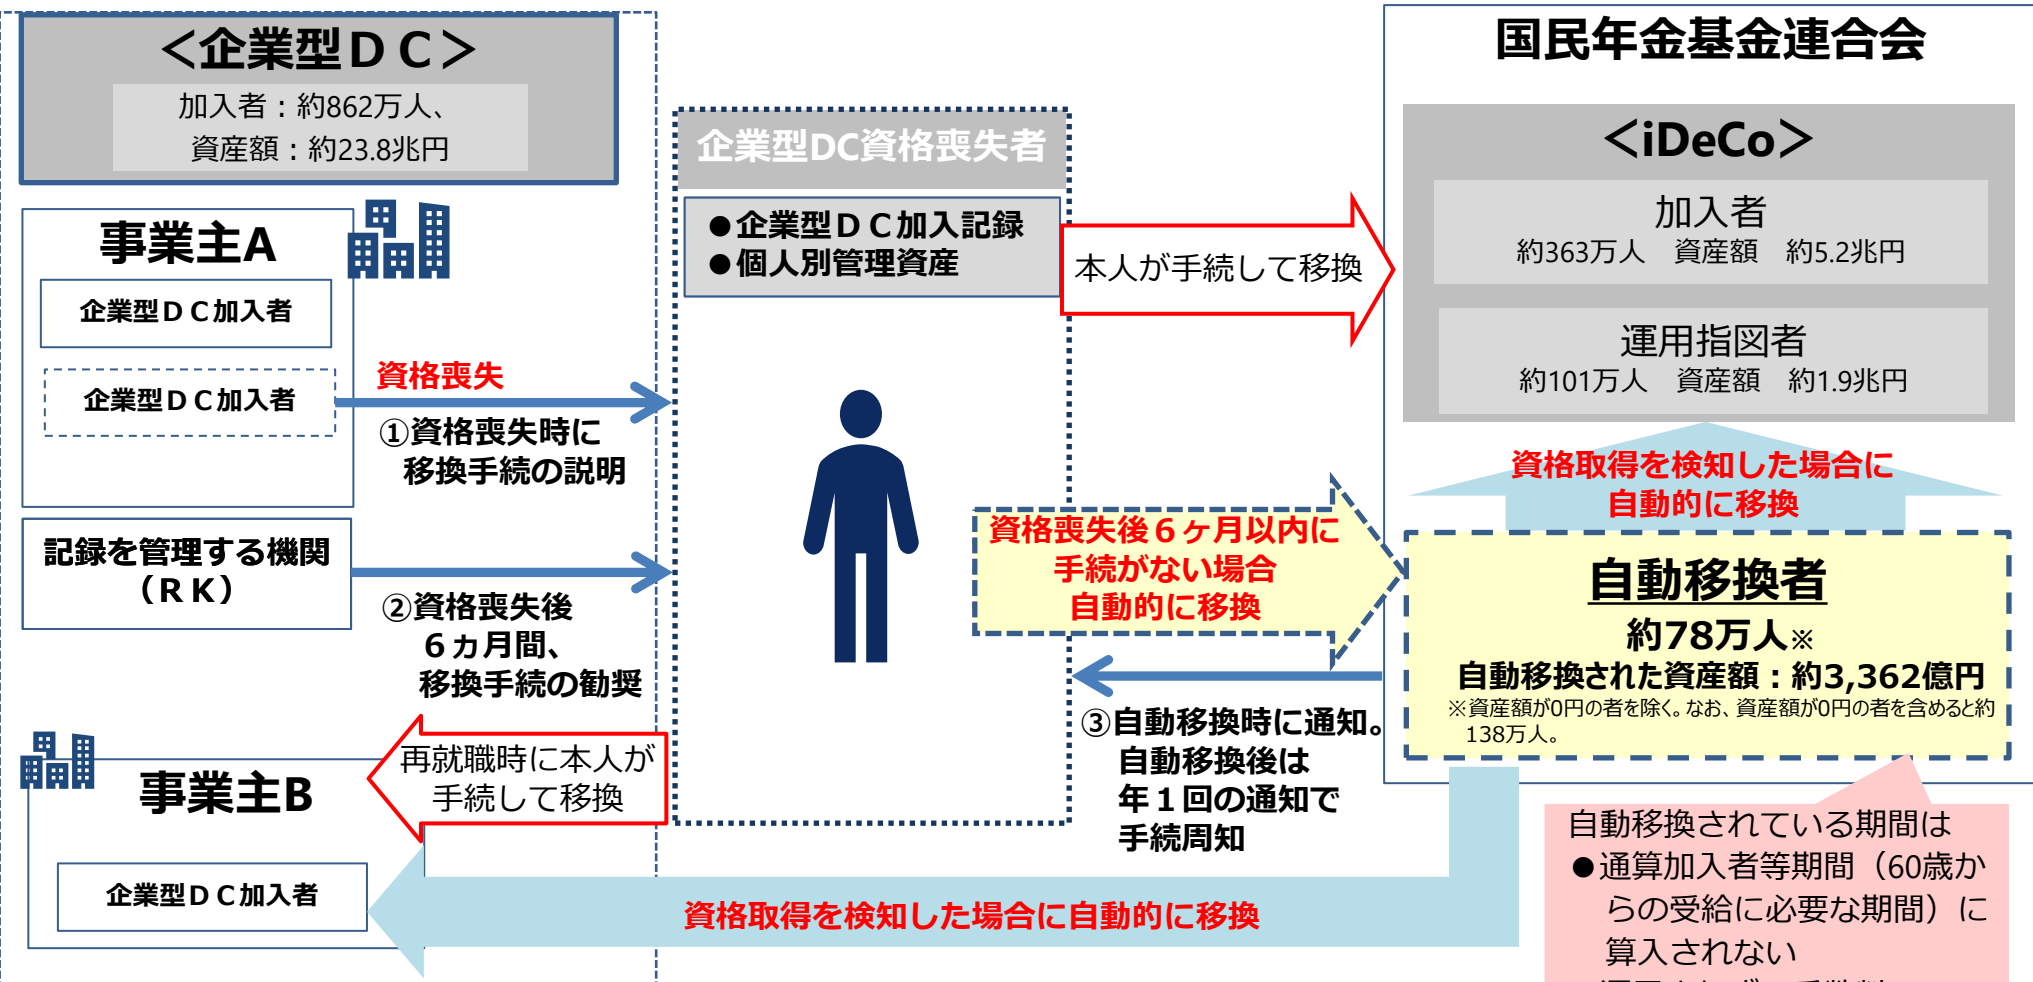 ＜企業型ＤＣ＞
加入者：約862万人、
資産額：約23.8兆円
事業主A
企業型ＤＣ加入者
企業型ＤＣ加入者
資格喪失
①資格喪失時に
移換手続の説明
記録を管理する機関
（ＲＫ）
②資格喪失後
６ヵ月間、
移換手続の勧奨
事業主B
企業型ＤＣ加入者
再就職時に本人が
手続して移換
企業型DC資格喪失者
●企業型ＤＣ加入記録
●個人別管理資産
本人が手続して移換
資格喪失後６ヶ月以内に
手続がない場合
自動的に移換
③自動移換時に通知。
自動移換後は
年１回の通知で
手続周知
資格取得を検知した場合に自動的に移換
国民年金基金連合会
＜iDeCo＞
加入者
約363万人　資産額　約5.2兆円
運用指図者
約101万人　資産額　約1.9兆円
資格取得を検知した場合に
自動的に移換
自動移換者
約78万人※
自動移換された資産額：約3,362億円
※資産額が0円の者を除く。なお、資産額が0円の者を含めると約
138万人。
自動移換されている期間は
●通算加入者等期間（60歳か
らの受給に必要な期間）に
算入されない